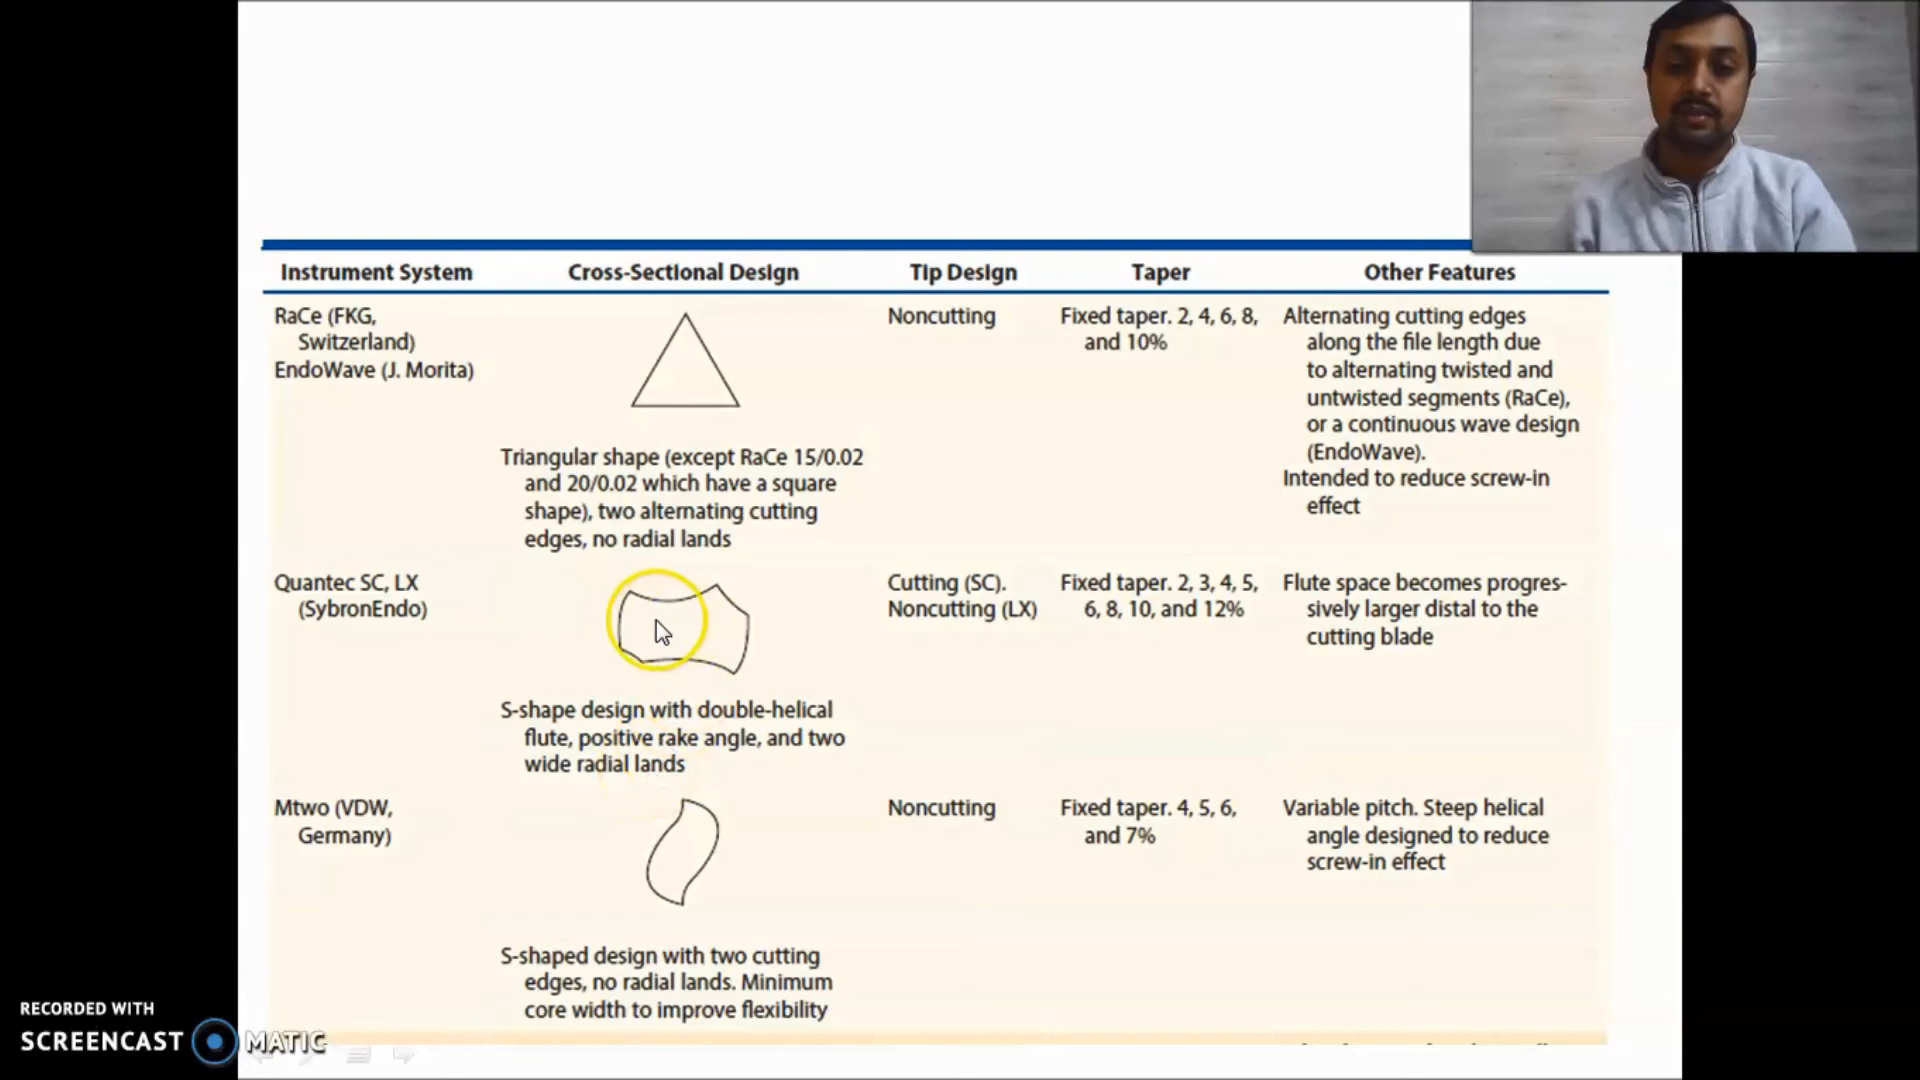 Instrument System
Cross-Sectional Design
Tip Design
Taper
Other Features
RaCe (FKG,
Switzerland)
EndoWave (J. Morita)
Triangular shape (except RaCe 15/0.02
and 20/0.02 which have a square
shape), two alternating cutting
edges, no radial lands
Noncutting
Fixed taper. 2, 4, 6, 8,
and 10%
Alternating cutting edges
along the file length due
to alternating twisted and
untwisted segments (RaCe),
or a continuous wave design
(EndoWave).
Intended to reduce screw-in
effect
Quantec SC, LX
(SybronEndo)
S-shape design with double-helical
flute, positive rake angle, and two
wide radial lands
Cutting (SC).
Noncutting (LX)
Fixed taper. 2, 3, 4, 5,
6, 8, 10, and 12%
Flute space becomes progres-
sively larger distal to the
cutting blade
Mtwo (VDW,
Germany)
S-shaped design with two cutting
edges, no radial lands. Minimum
core width to improve flexibility
Noncutting
Fixed taper. 4, 5, 6,
and 7%
Variable pitch. Steep helical
angle designed to reduce
screw-in effect
RECORDED WITH
SCREENCAST MATIC